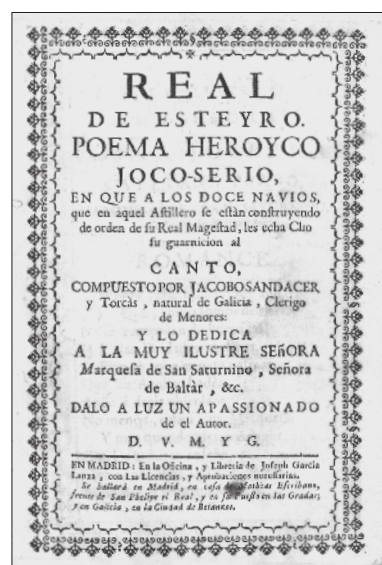 REAL
DE ESTEYRO.
POEMA HEROYCO
JOCO-SERIO,
EN QUE A LOS DOCE NAVIOS,
que en aquel Astillero se estàn construyendo
de orden de su Real Magestad, les echa Clio
su guarnicion al
CANTO,
COMPUESTO POR JACOBO SANDACER
y Torcàs, natural de Galicia, Clerigo
de Menores:
Y LO DEDICA
A LA MUY ILUSTRE SEñORA
Marquesa de San Saturnino, Señora
de Baltàr, &c.
DALO A LUZ UN APASSIONADO
de el Autor.
D. V. M. Y G.
EN MADRID: En la Oficina, y Libreria de Joseph Garcia
Lanza, con las Licencias, y Aprobaciones necessarias.
Se hallarà en Madrid, en casa de Mathias Escribano,
frente de San Phelipe el Real, y en su Puesto en las Gradas;
y en Galicia, en la Ciudad de Betanzos.